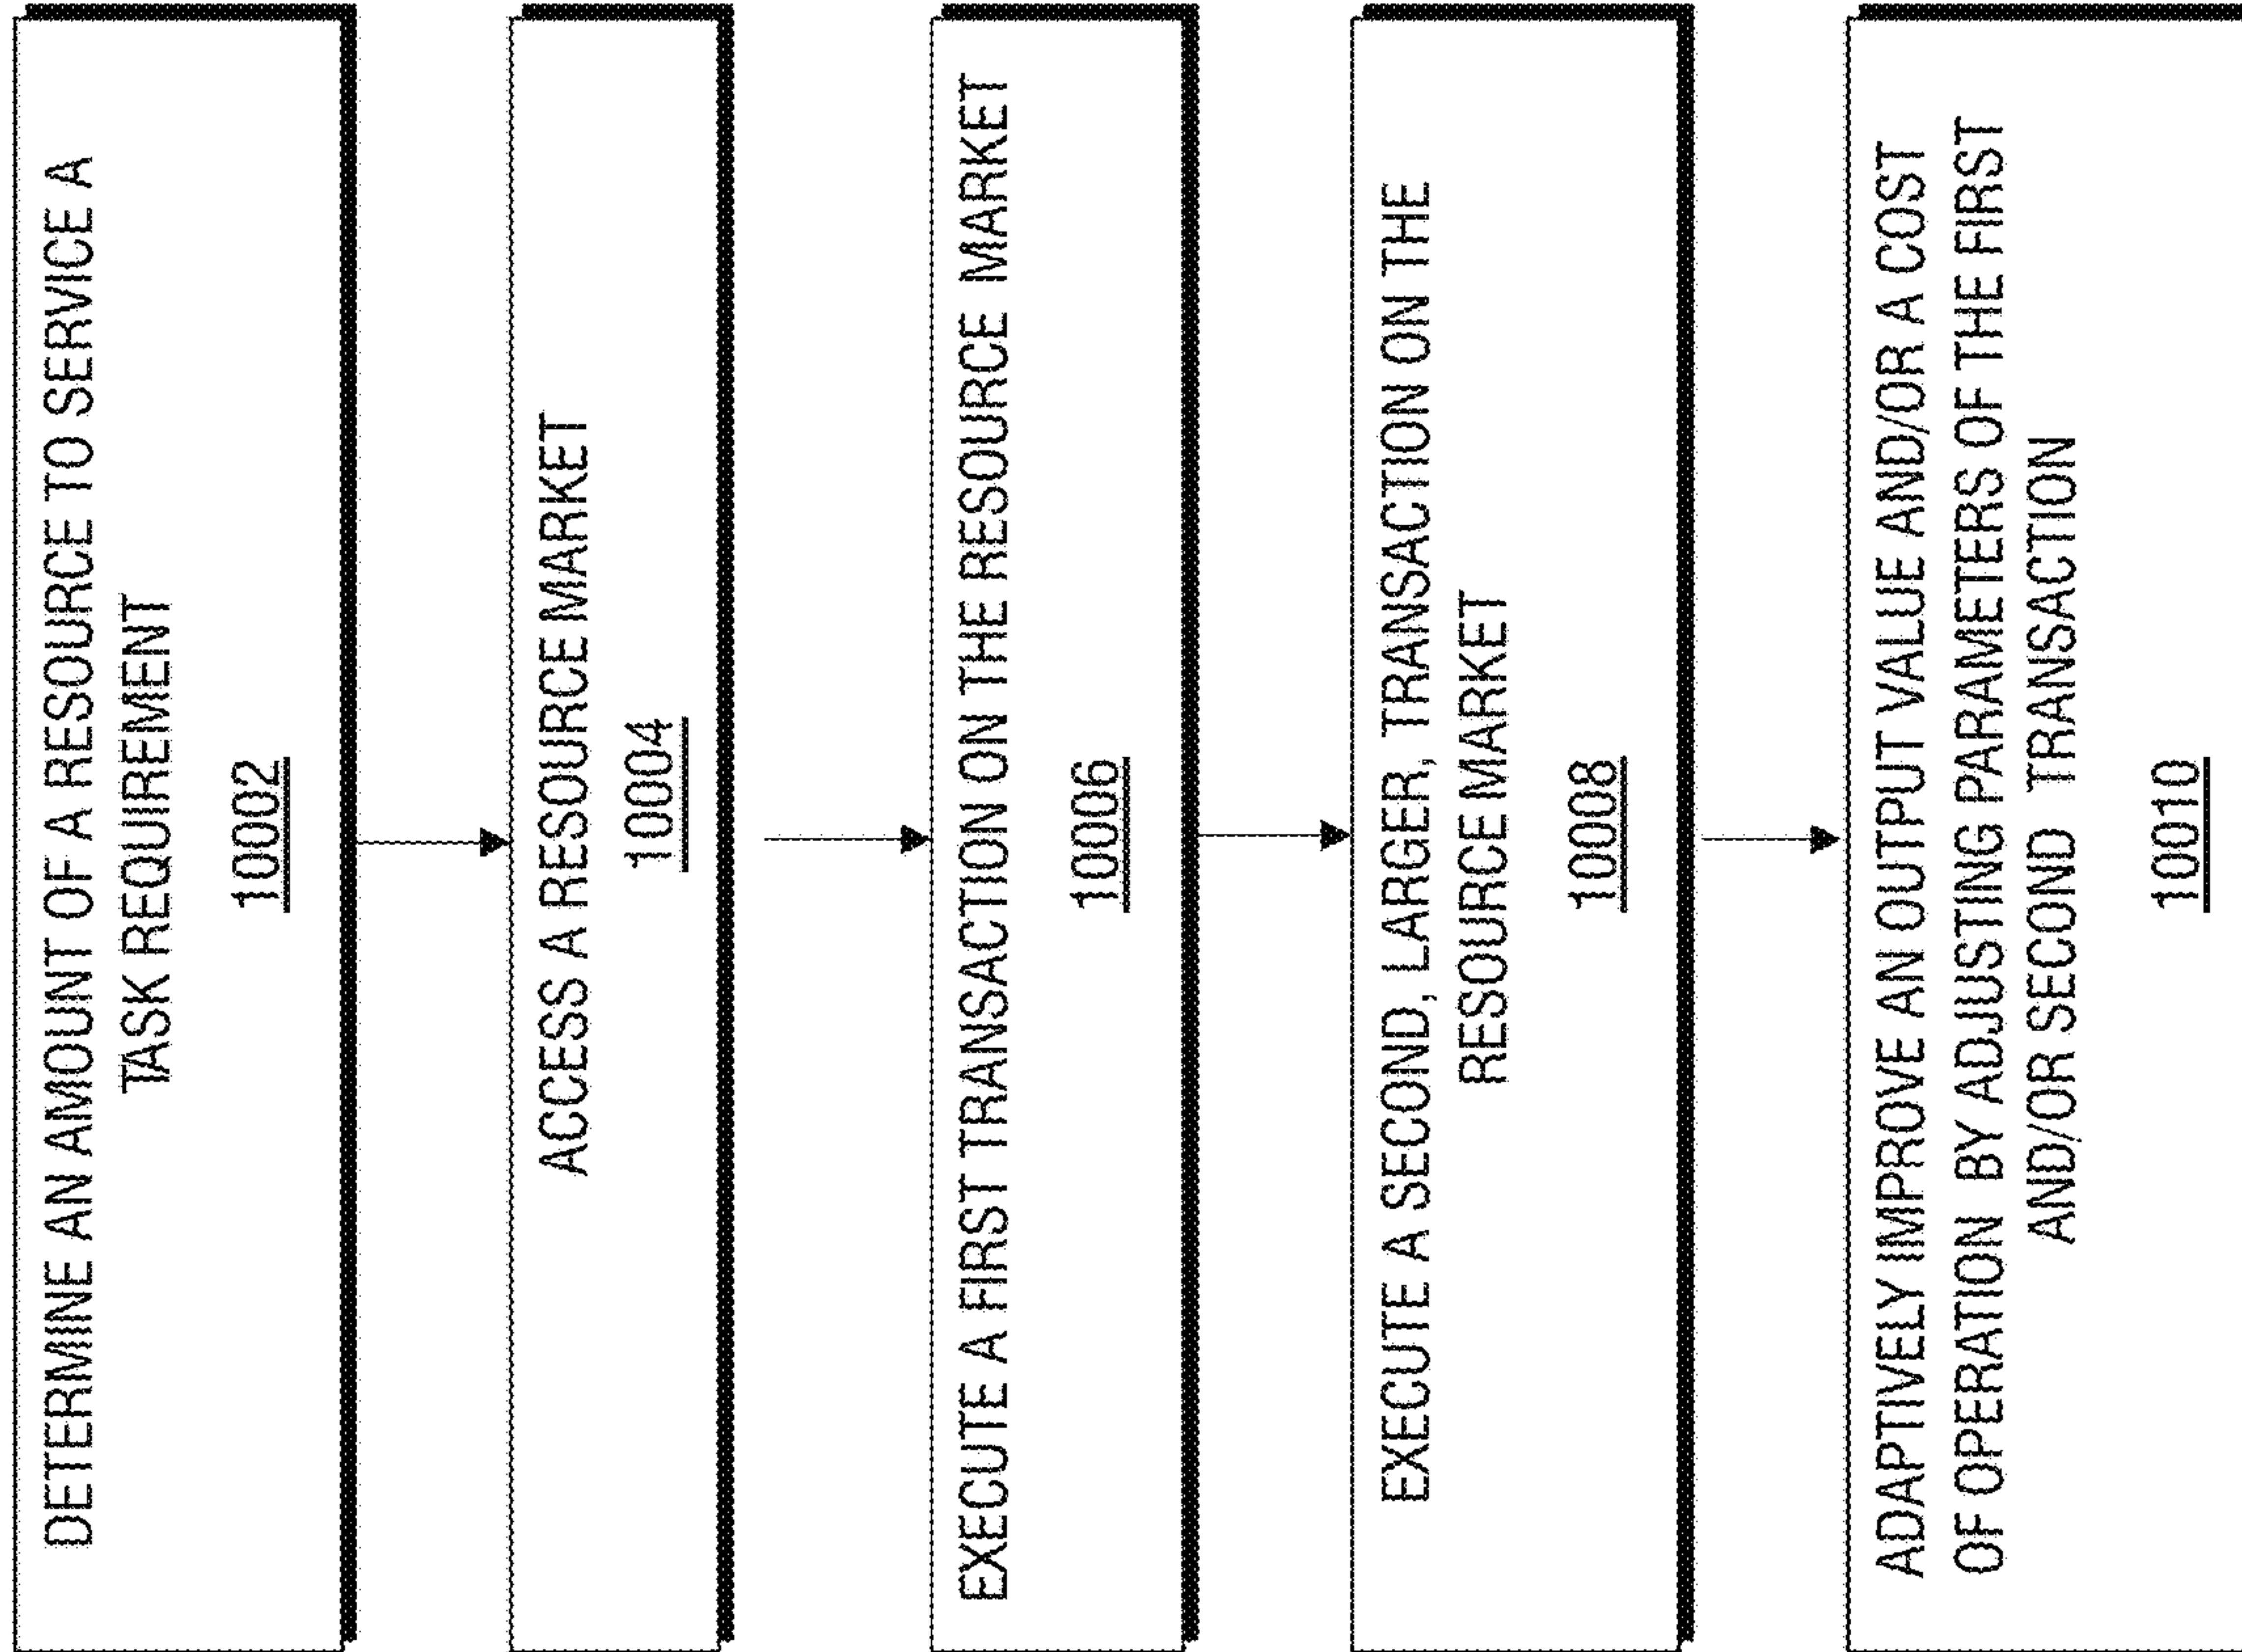 DETERMINE AN AMOUNT OF A RESOURCE TO SERVICE A
TASK REQUIREMENT
10002
ACCESS A RESOURCE MARKET
10004
EXECUTE A FIRST TRANSACTION ON THE RESOURCE MARKET
10006
EXECUTE A SECOND, LARGER, TRANSACTION ON THE
RESOURCE MARKET
10008
ADAPTIVELY IMPROVE AN OUTPUT VALUE AND/OR A COST
OF OPERATION BY ADJUSTING PARAMETERS OF THE FIRST
AND/OR SECOND TRANSACTION
10010